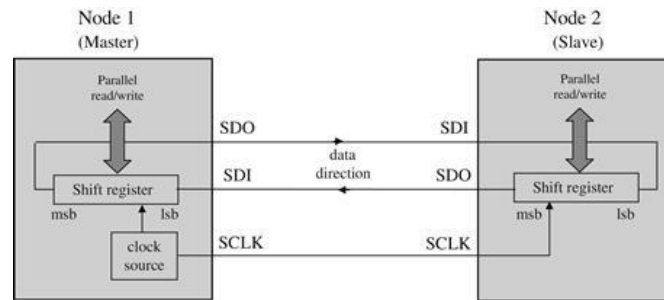 Node 1
(Master)
Node 2
(Slave)
Parallel
read/write
SDO
SDI
data
direction
SDI
SDO
Shift register
msb
lsb
clock
source
SCLK
SCLK
Parallel
read/write
Shift register
msb
lsb